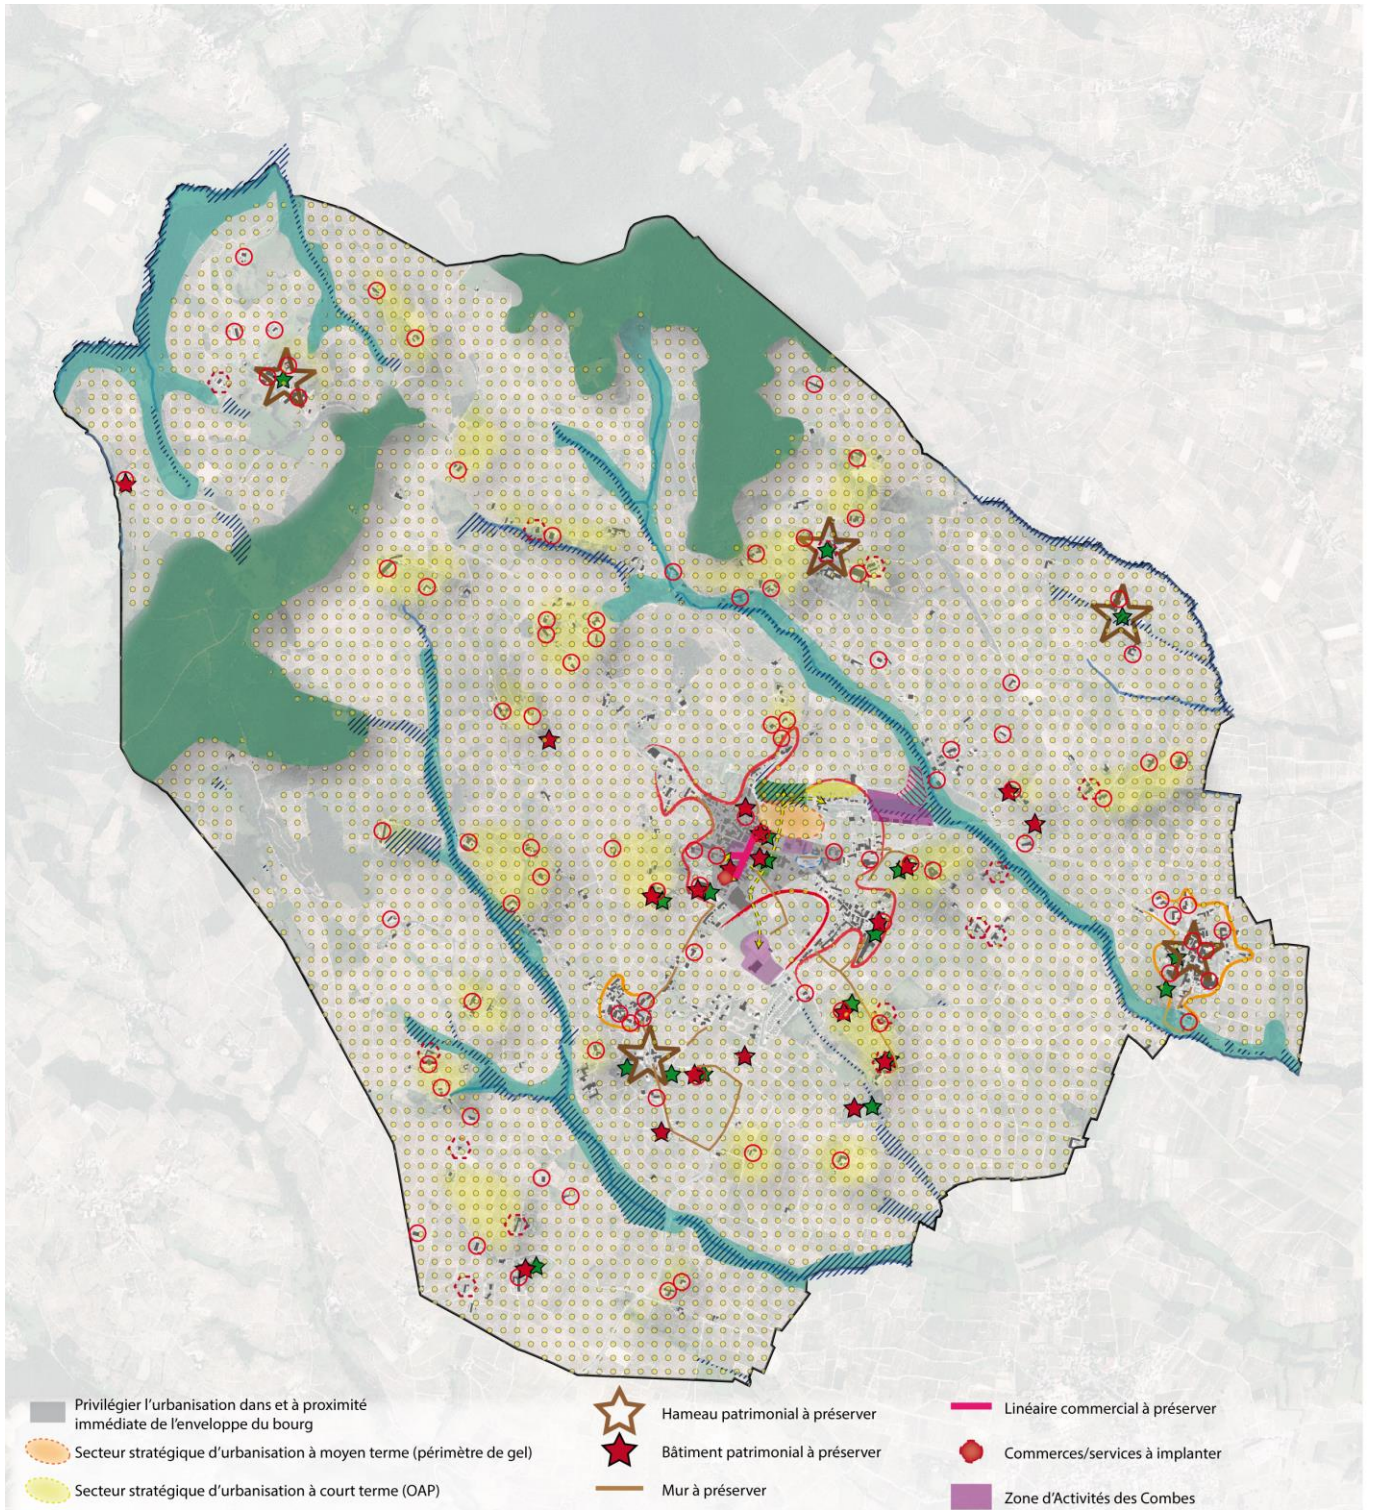 Privilégier l'urbanisation dans et à proximité
immédiate de l'enveloppe du bourg
Secteur stratégique d'urbanisation à moyen terme (périmètre de gel)
Secteur stratégique d'urbanisation à court terme (OAP)
Hameau patrimonial à préserver
Bâtiment patrimonial à préserver
Mur à préserver
Linéaire commercial à préserver
Commerces/services à implanter
Zone d'Activités des Combes